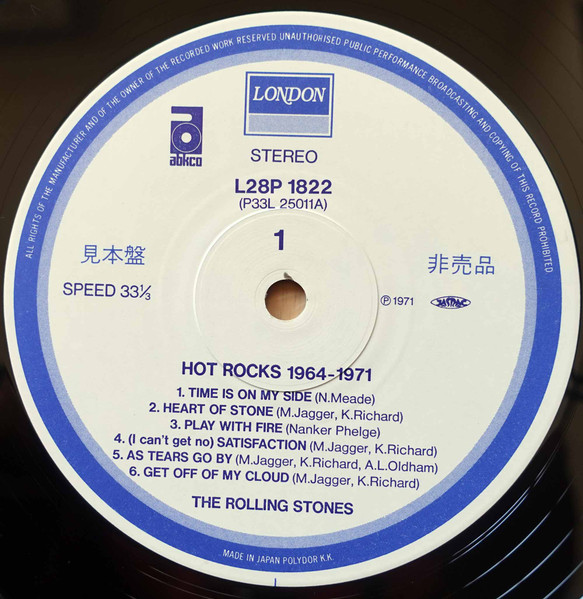 ALL RIGHTS OF THE MANUFACTURER AND OF THE OWNER OF THE RECORDED WORK RESERVED UNAUTHORISED PUBLIC PERFORMANCE BROADCASTING AND COPYING OF THIS RECORD PROHIBITED
LONDON
abkco
STEREO
L28P 1822
(P33L 25011A)
1
見本盤
非売品
SPEED 33⅓
Ⓟ 1971
JASRAC
HOT ROCKS 1964-1971
1. TIME IS ON MY SIDE (N.Meade)
2. HEART OF STONE (M.Jagger, K.Richard)
3. PLAY WITH FIRE (Nanker Phelge)
4. (I can't get no) SATISFACTION (M.Jagger, K.Richard)
5. AS TEARS GO BY (M.Jagger, K.Richard, A.L.Oldham)
6. GET OFF OF MY CLOUD (M.Jagger, K.Richard)
THE ROLLING STONES
MADE IN JAPAN POLYDOR K.K.